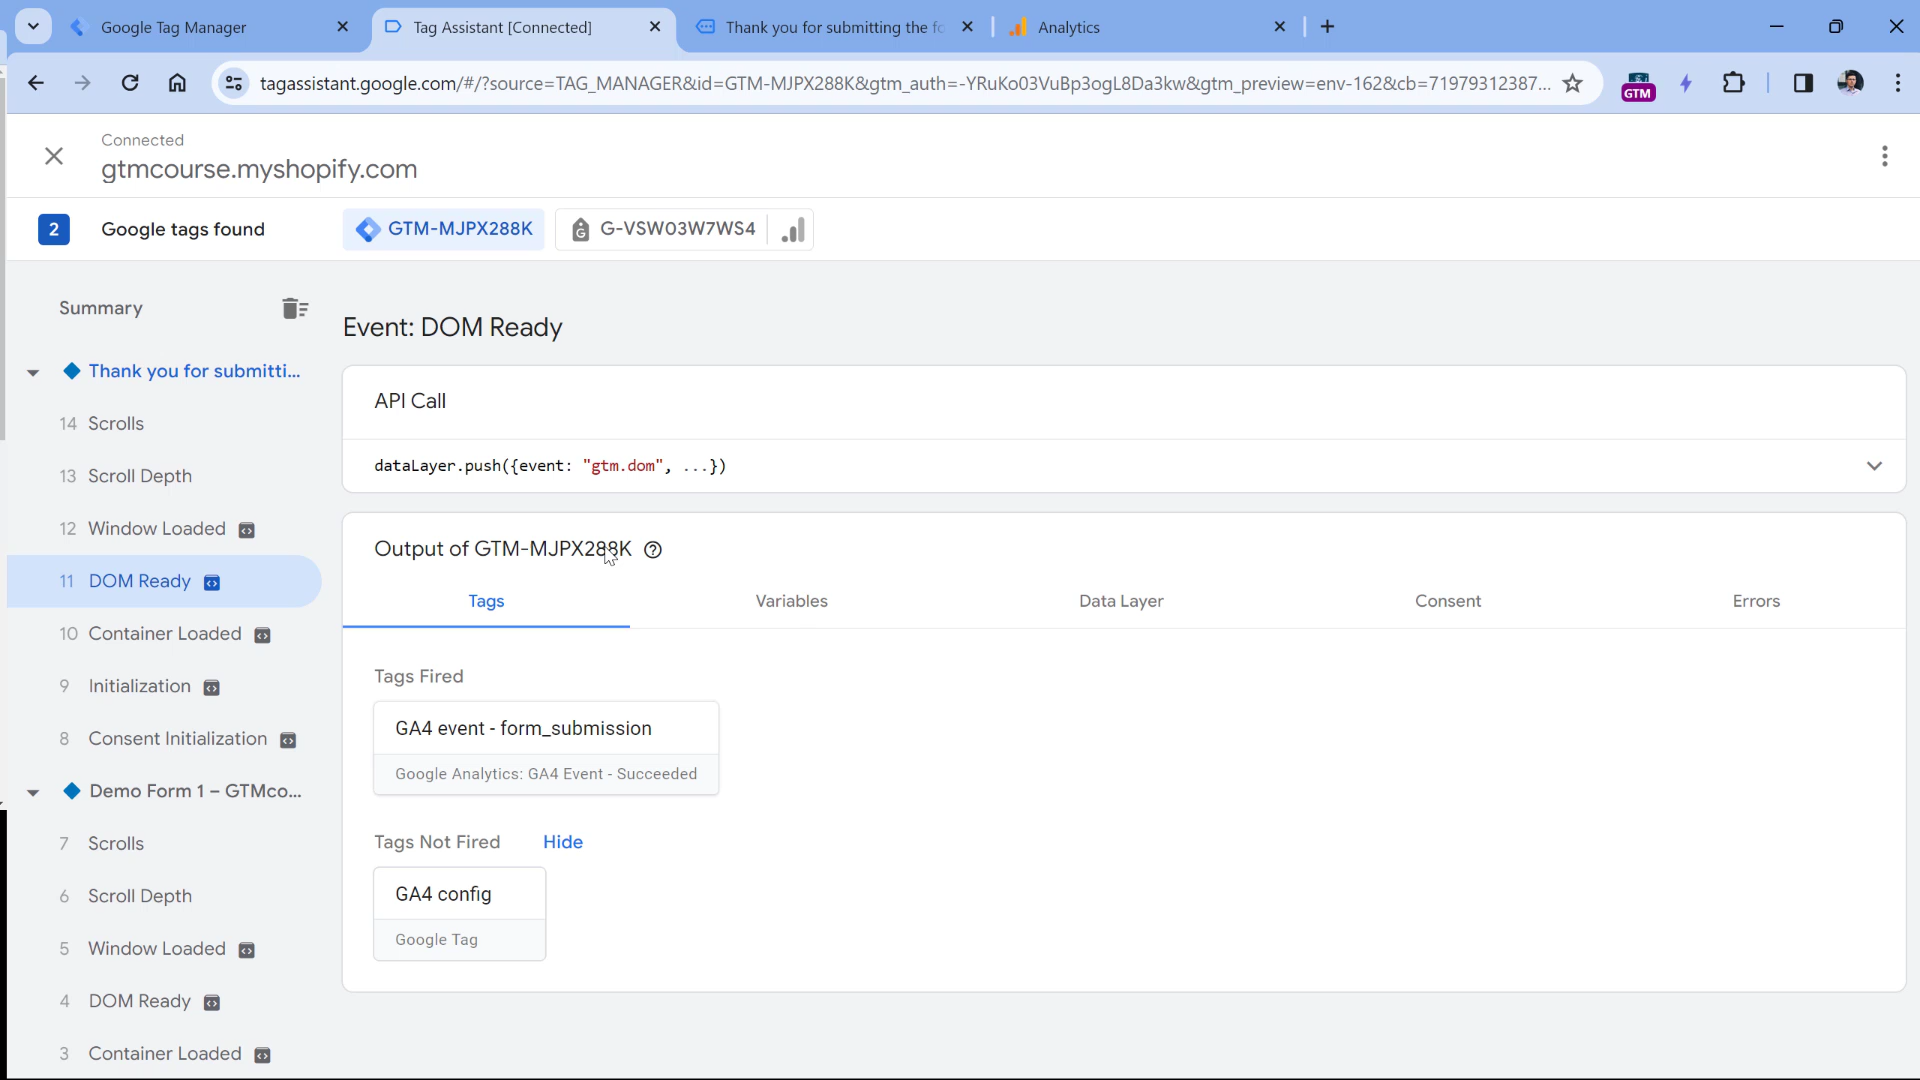 Google Tag Manager
Tag Assistant [Connected]
Thank you for submitting the fo
Analytics
tagassistant.google.com/#/?source=TAG_MANAGER&id=GTM-MJPX288K&gtm_auth=-YRuKo03VuBp3ogL8Da3kw&gtm_preview=env-162&cb=71979312387...
GTM
Connected
gtmcourse.myshopify.com
2 Google tags found
GTM-MJPX288K
G-VSW03W7WS4
Summary
Thank you for submitti...
14 Scrolls
13 Scroll Depth
12 Window Loaded
11 DOM Ready
10 Container Loaded
9 Initialization
8 Consent Initialization
Demo Form 1 – GTMco...
7 Scrolls
6 Scroll Depth
5 Window Loaded
4 DOM Ready
3 Container Loaded
Event: DOM Ready
API Call
dataLayer.push({event: "gtm.dom", ...})
Output of GTM-MJPX288K
Tags
Variables
Data Layer
Consent
Errors
Tags Fired
GA4 event - form_submission
Google Analytics: GA4 Event - Succeeded
Tags Not Fired Hide
GA4 config
Google Tag